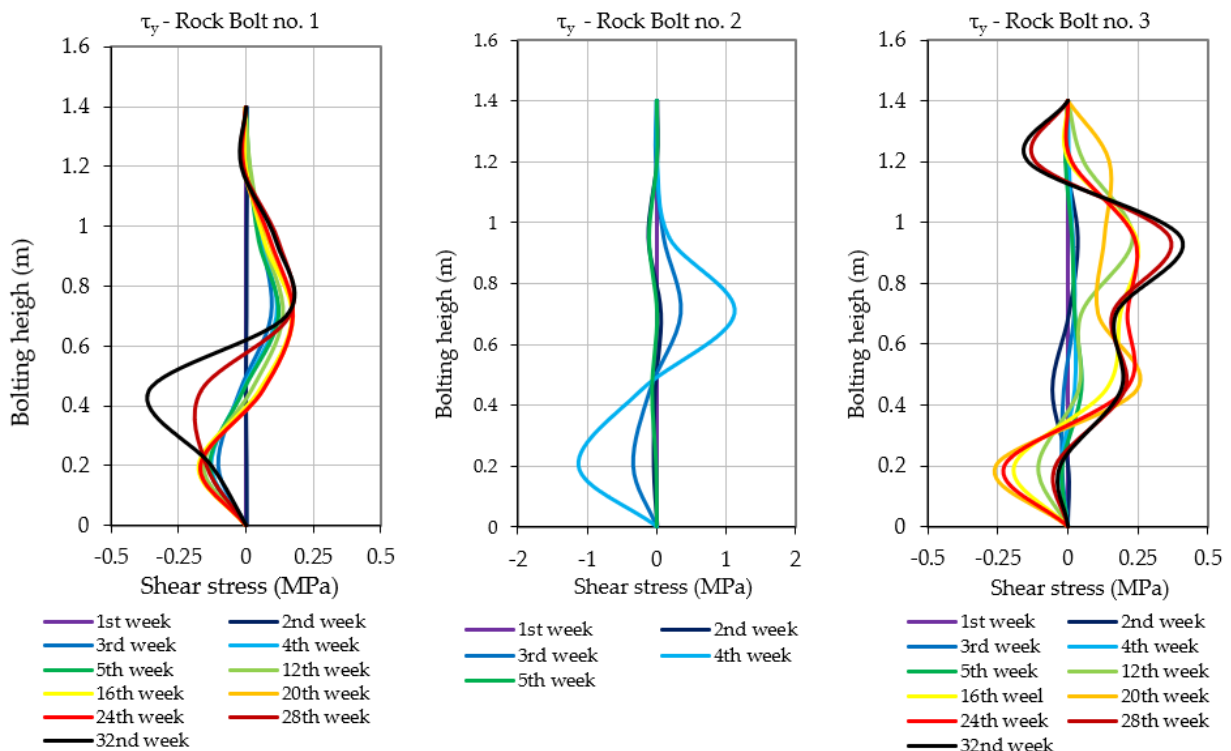 τy - Rock Bolt no. 1
1.6
1.4
1.2
1
0.8
0.6
0.4
0.2
0
Bolting heigh (m)
-0.5 -0.25 0 0.25 0.5
Shear stress (MPa)
1st week 2nd week
3rd week 4th week
5th week 12th week
16th week 20th week
24th week 28th week
32nd week
τy - Rock Bolt no. 2
1.6
1.4
1.2
1
0.8
0.6
0.4
0.2
0
Bolting heigh (m)
-2 -1 0 1 2
Shear stress (MPa)
1st week 2nd week
3rd week 4th week
5th week
τy - Rock Bolt no. 3
1.6
1.4
1.2
1
0.8
0.6
0.4
0.2
0
Bolting heigh (m)
-0.5 -0.25 0 0.25 0.5
Shear stress (MPa)
1st week 2nd week
3rd week 4th week
5th week 12th week
16th weel 20th week
24th week 28th week
32nd week